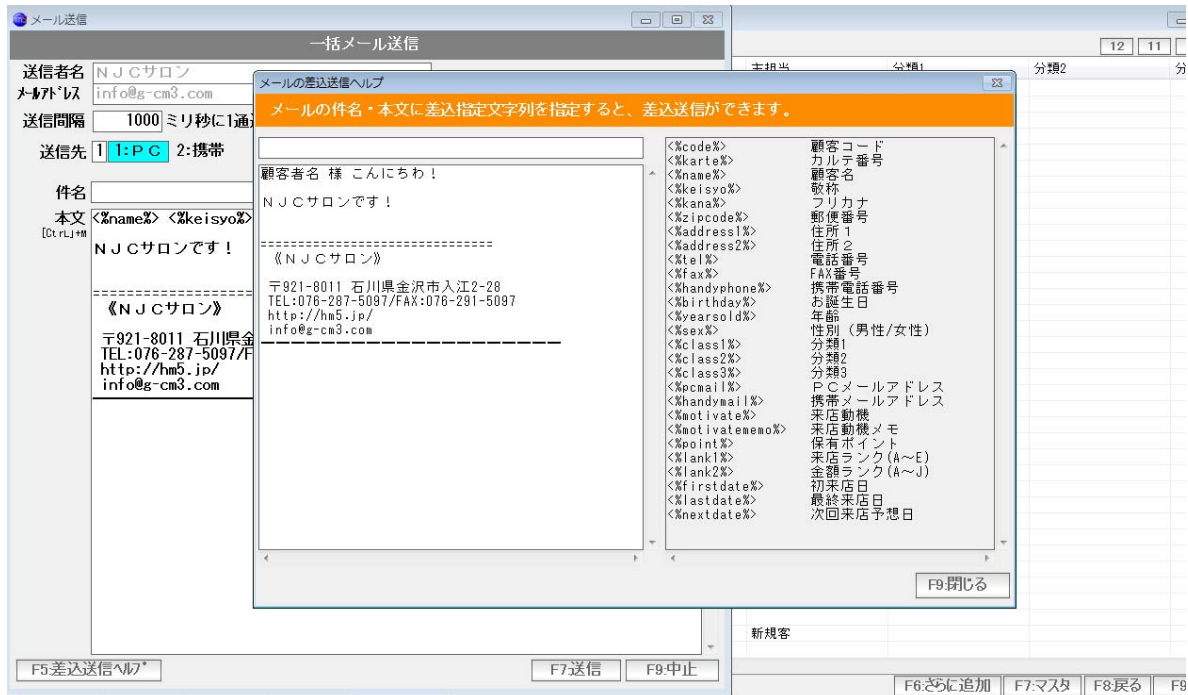 メール送信
一括メール送信
12 11
送信者名 ＮＪＣサロン
ﾒｰﾙｱﾄﾞﾚｽ info@g-cm3.com
送信間隔 1000 ミリ秒に1通
送信先 1 1:ＰＣ 2:携帯
件名
本文
[CtrL]+M
<%name%> <%keisyo%>
ＮＪＣサロンです！
==================
《ＮＪＣサロン》
〒921-8011 石川県金
TEL:076-287-5097/F
http://hm5.jp/
info@g-cm3.com
F5:差込送信ﾍﾙﾌﾟ F7:送信 F9:中止
メールの差込送信ヘルプ
メールの件名・本文に差込指定文字列を指定すると、差込送信ができます。
顧客者名 様 こんにちわ！
ＮＪＣサロンです！
==============================
《ＮＪＣサロン》
〒921-8011 石川県金沢市入江2-28
TEL:076-287-5097/FAX:076-291-5097
http://hm5.jp/
info@g-cm3.com
<%code%> 顧客コード
<%karte%> カルテ番号
<%name%> 顧客名
<%keisyo%> 敬称
<%kana%> フリカナ
<%zipcode%> 郵便番号
<%address1%> 住所１
<%address2%> 住所２
<%tel%> 電話番号
<%fax%> FAX番号
<%handyphone%> 携帯電話番号
<%birthday%> お誕生日
<%yearsold%> 年齢
<%sex%> 性別（男性/女性）
<%class1%> 分類1
<%class2%> 分類2
<%class3%> 分類3
<%pcmail%> ＰＣメールアドレス
<%handymail%> 携帯メールアドレス
<%motivate%> 来店動機
<%motivatememo%> 来店動機メモ
<%point%> 保有ポイント
<%lank1%> 来店ランク(A～E)
<%lank2%> 金額ランク(A～J)
<%firstdate%> 初来店日
<%lastdate%> 最終来店日
<%nextdate%> 次回来店予想日
F9:閉じる
主担当 分類1 分類2 分
新規客
F6:さらに追加 F7:マスタ F8:戻る F9